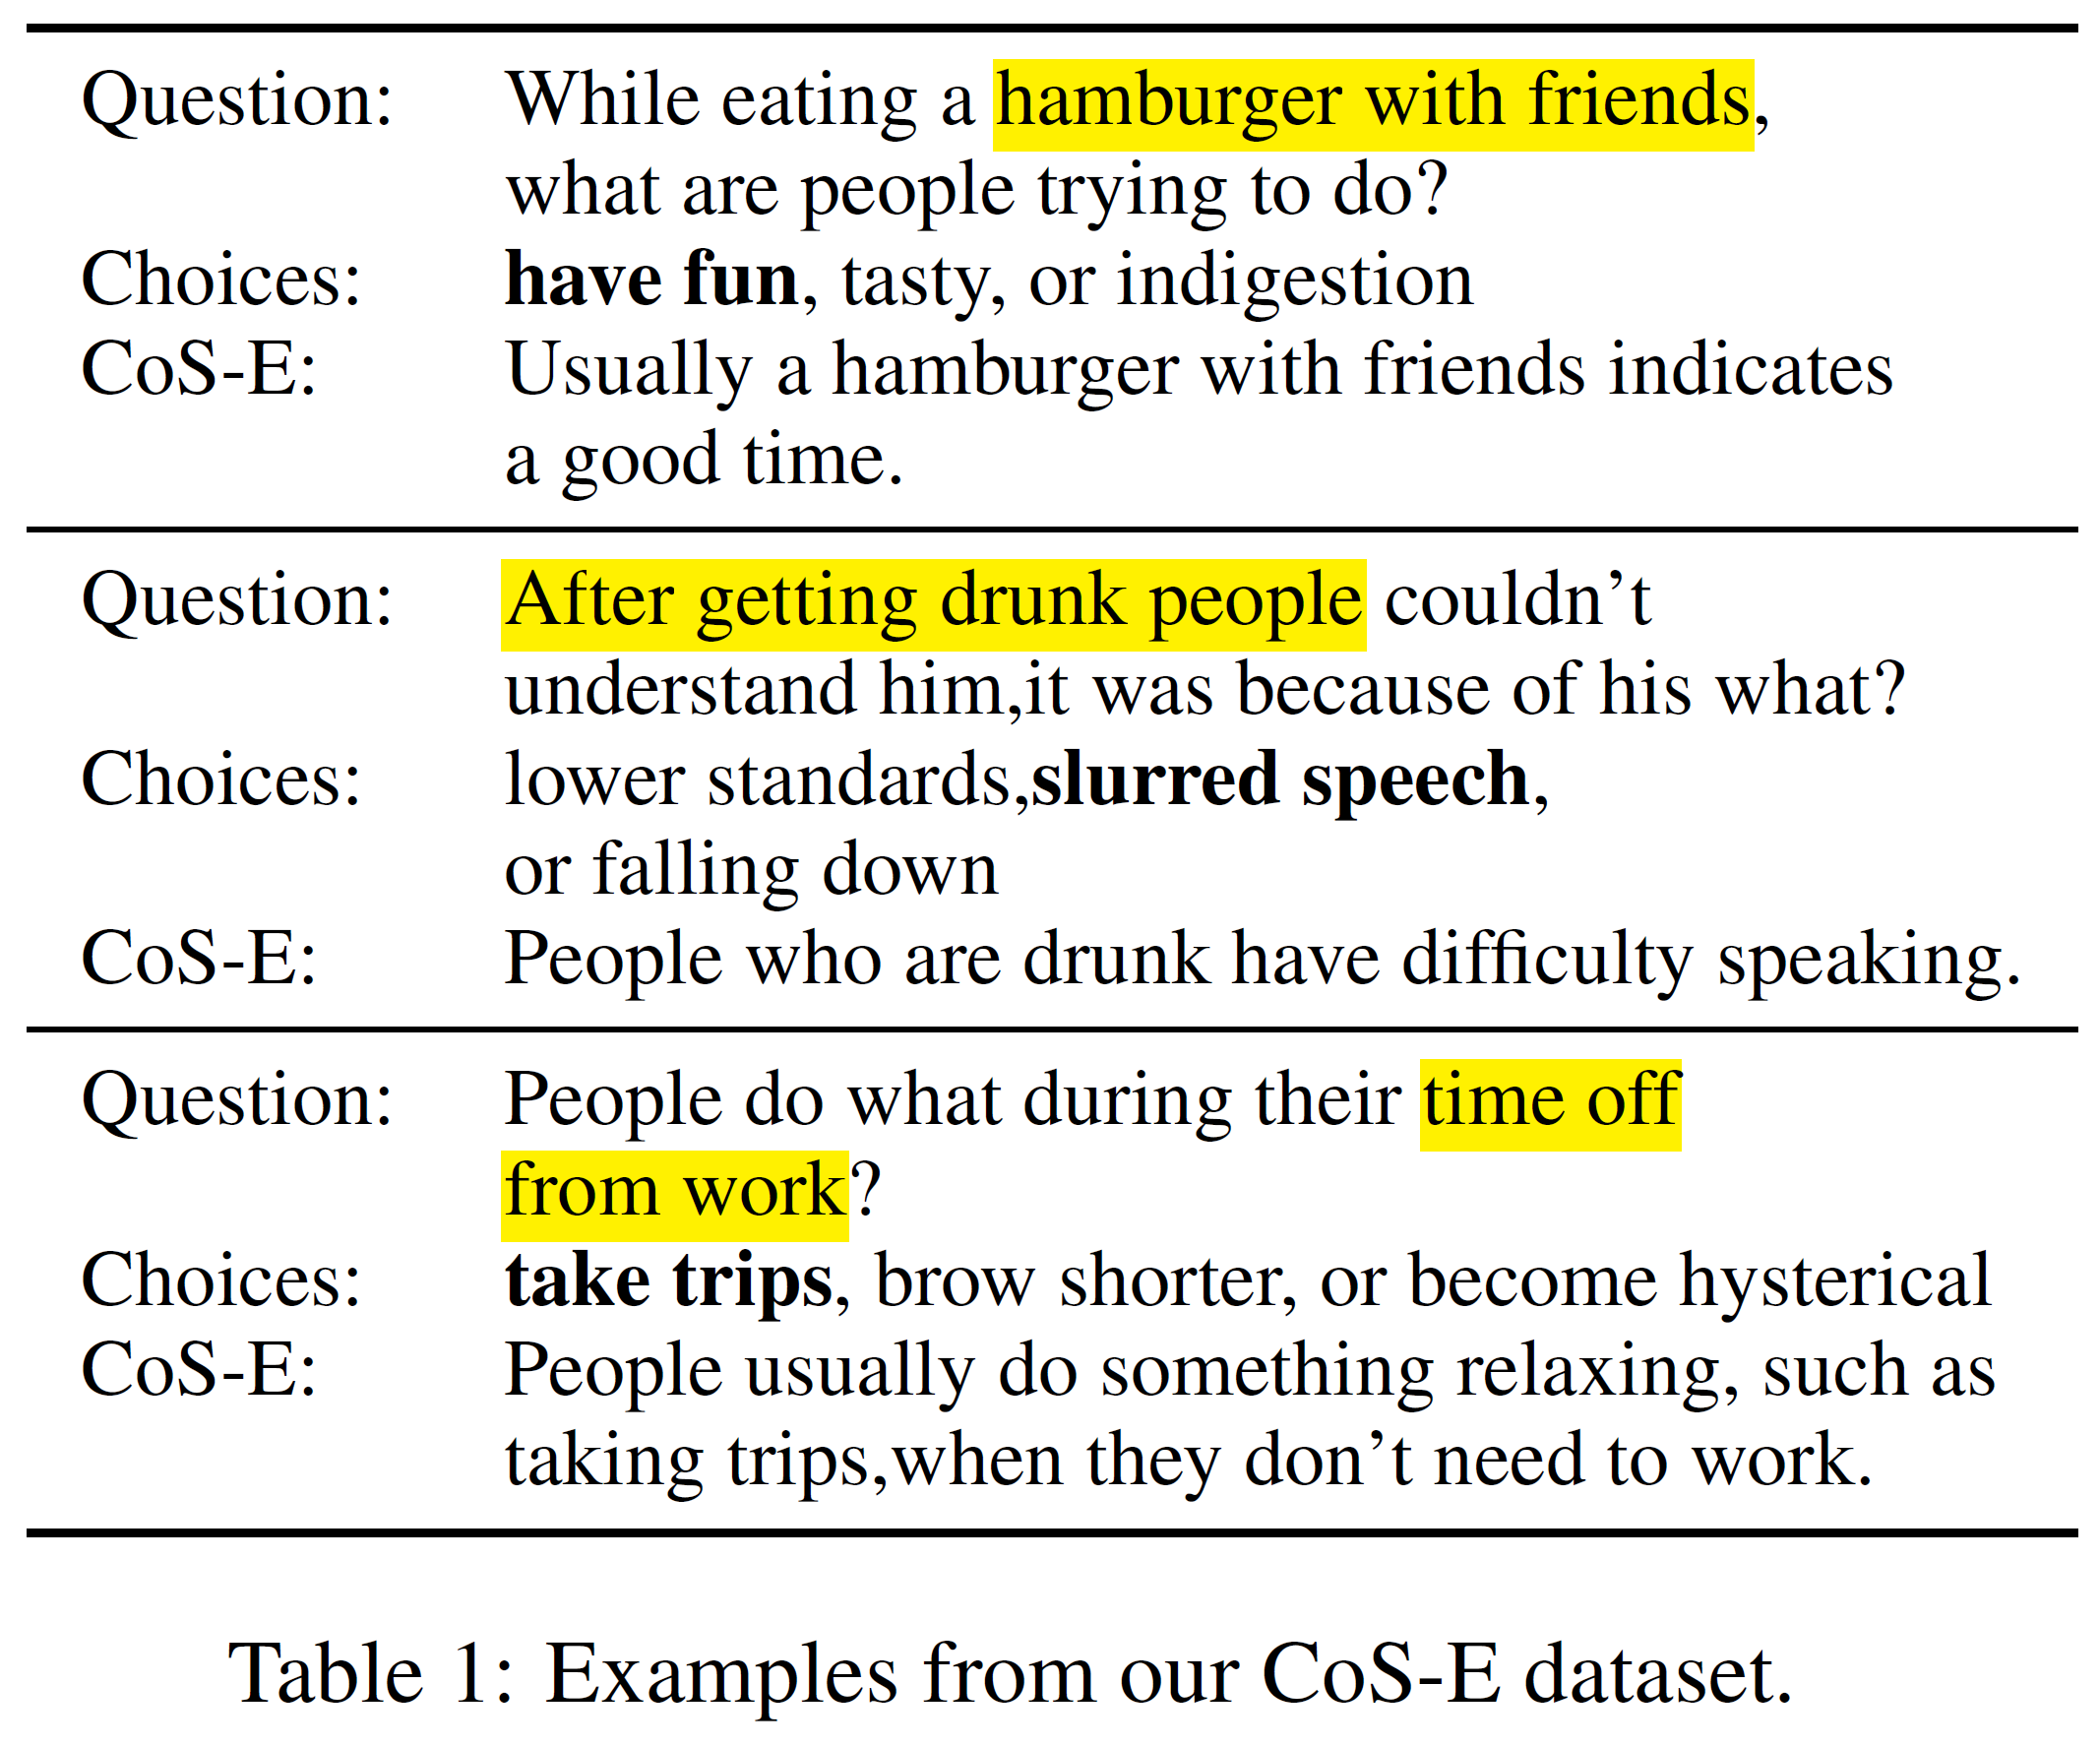 Question: While eating a hamburger with friends,
what are people trying to do?
Choices: have fun, tasty, or indigestion
CoS-E: Usually a hamburger with friends indicates
a good time.
Question: After getting drunk people couldn’t
understand him,it was because of his what?
Choices: lower standards,slurred speech,
or falling down
CoS-E: People who are drunk have difficulty speaking.
Question: People do what during their time off
from work?
Choices: take trips, brow shorter, or become hysterical
CoS-E: People usually do something relaxing, such as
taking trips,when they don’t need to work.
Table 1: Examples from our CoS-E dataset.